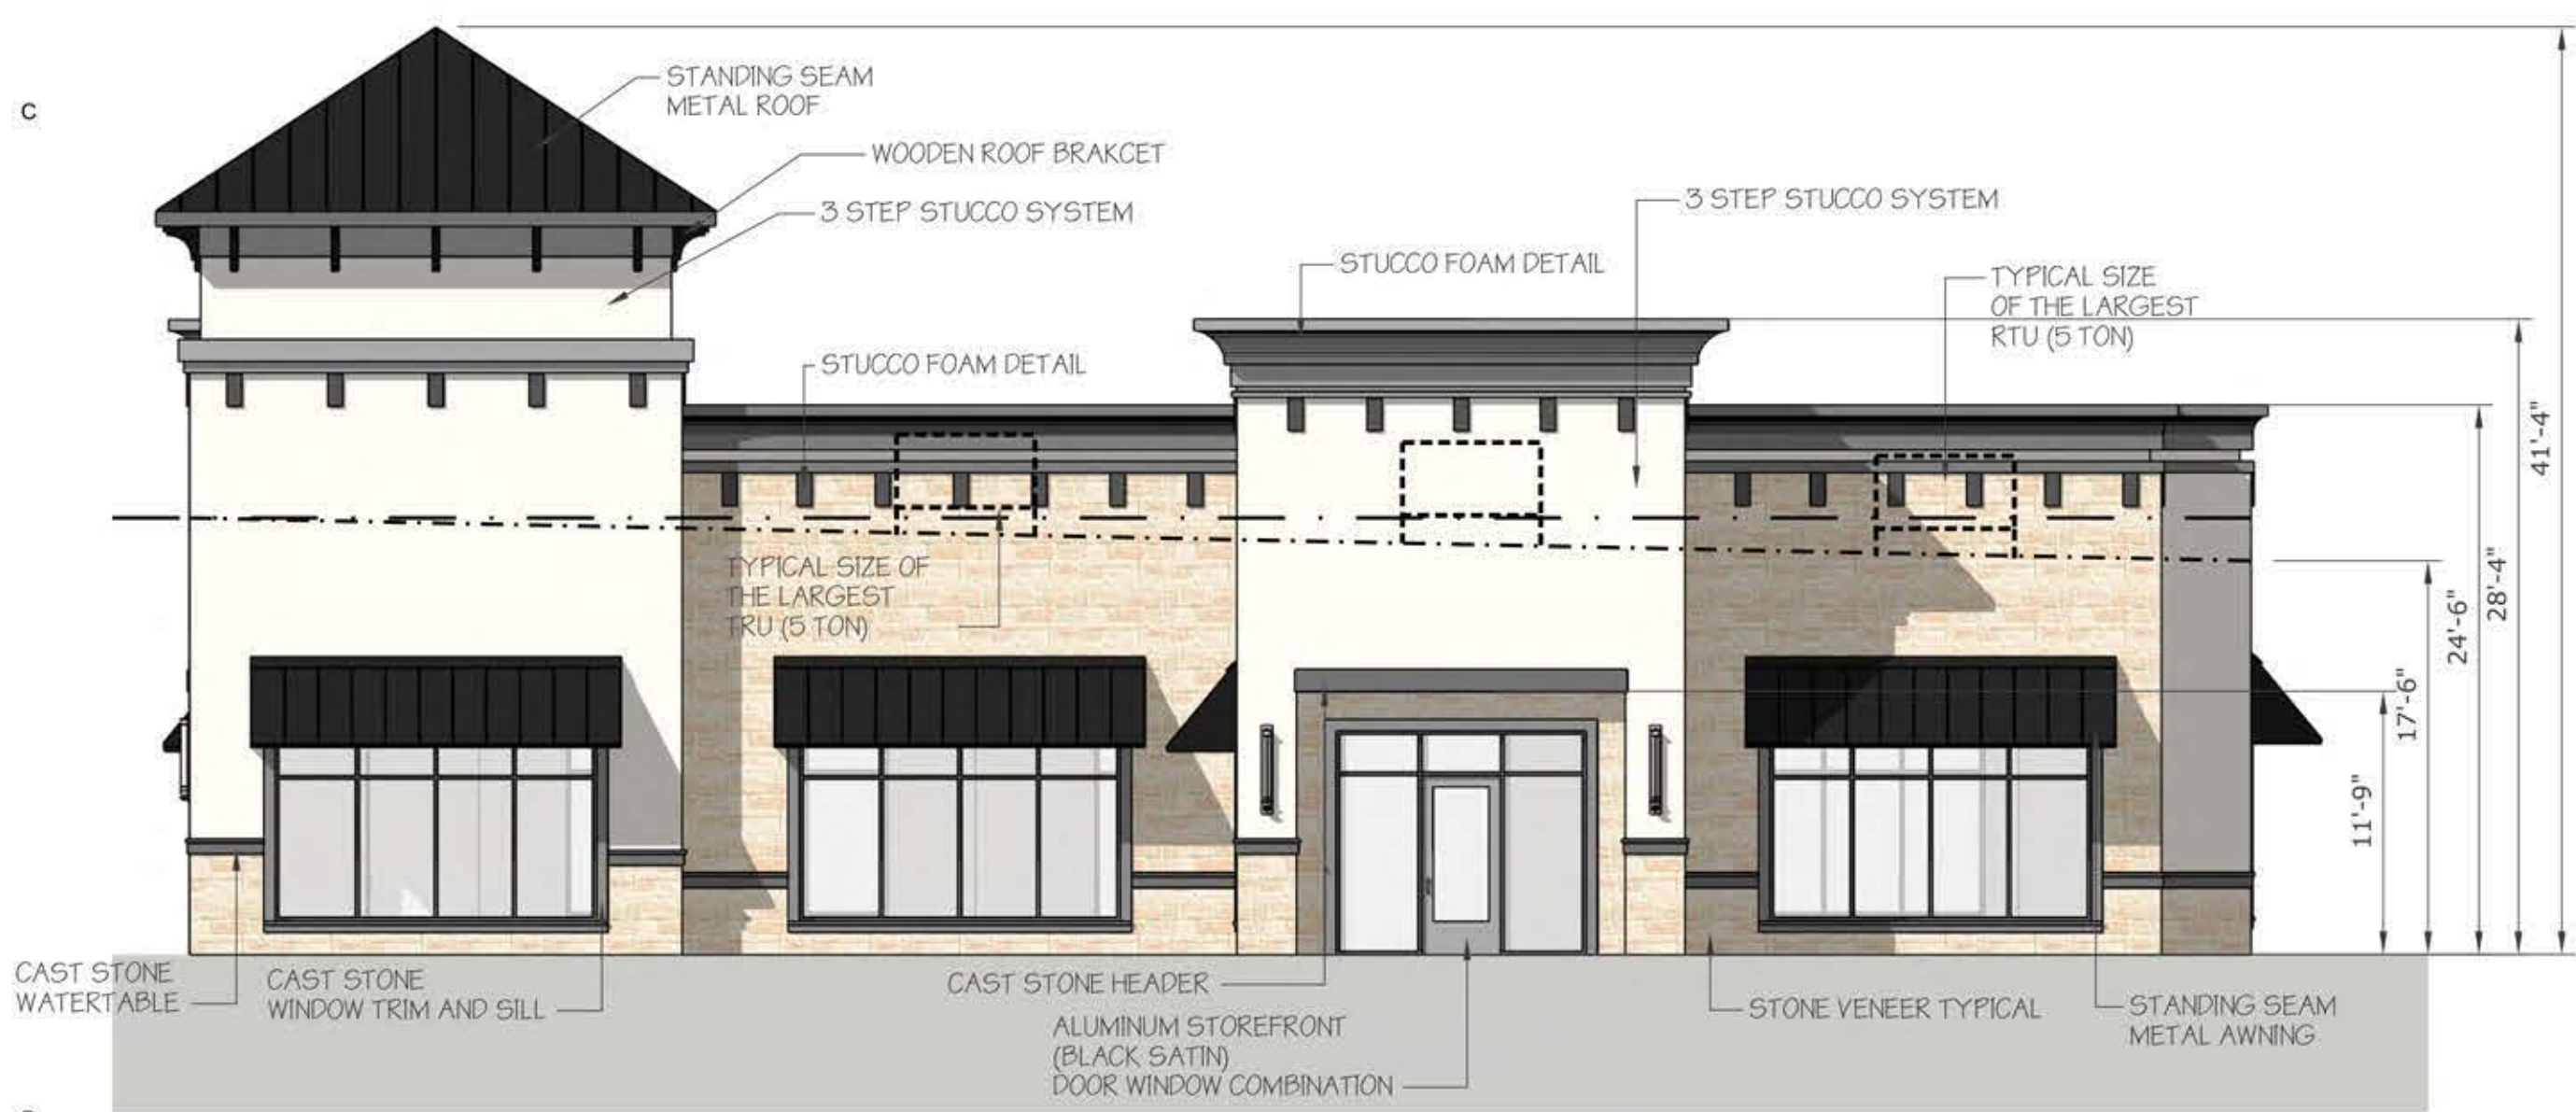 C
STANDING SEAM
METAL ROOF
WOODEN ROOF BRAKCET
3 STEP STUCCO SYSTEM
3 STEP STUCCO SYSTEM
STUCCO FOAM DETAIL
TYPICAL SIZE
OF THE LARGEST
RTU (5 TON)
STUCCO FOAM DETAIL
41'-4"
28'-4"
24'-6"
17'-6"
11'-9"
TYPICAL SIZE OF
THE LARGEST
TRU (5 TON)
CAST STONE
WATERTABLE
CAST STONE
WINDOW TRIM AND SILL
CAST STONE HEADER
ALUMINUM STOREFRONT
(BLACK SATIN)
DOOR WINDOW COMBINATION
STONE VENEER TYPICAL
STANDING SEAM
METAL AWNING